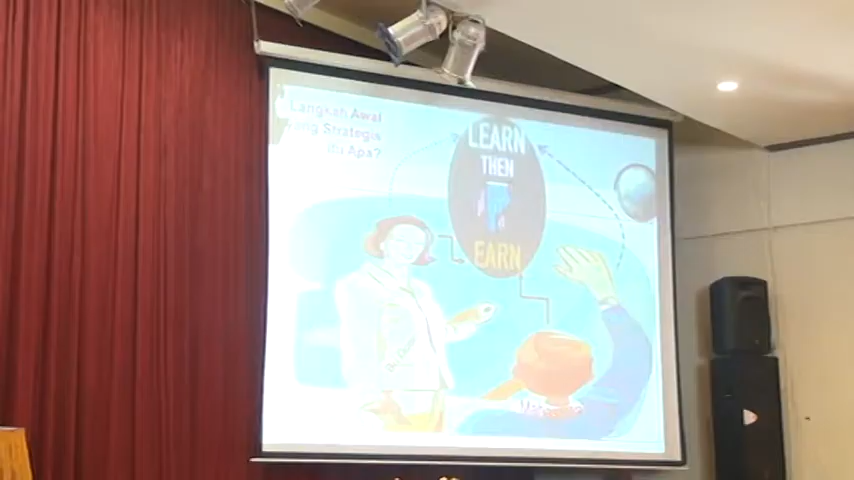 Langkah Awal
Yang Strategis
itu Apa?
LEARN
THEN
EARN